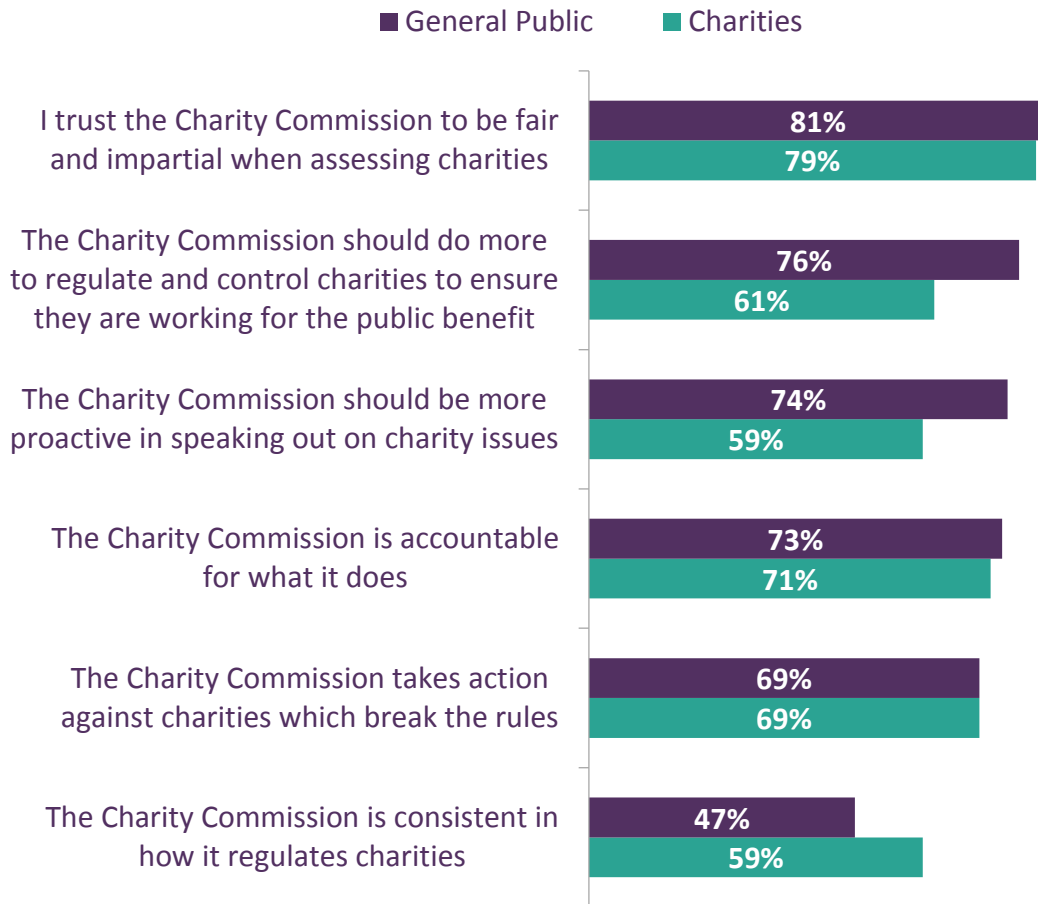 General Public Charities
I trust the Charity Commission to be fair
and impartial when assessing charities
81%
79%
The Charity Commission should do more
to regulate and control charities to ensure
they are working for the public benefit
76%
61%
The Charity Commission should be more
proactive in speaking out on charity issues
74%
59%
The Charity Commission is accountable
for what it does
73%
71%
The Charity Commission takes action
against charities which break the rules
69%
69%
The Charity Commission is consistent in
how it regulates charities
47%
59%